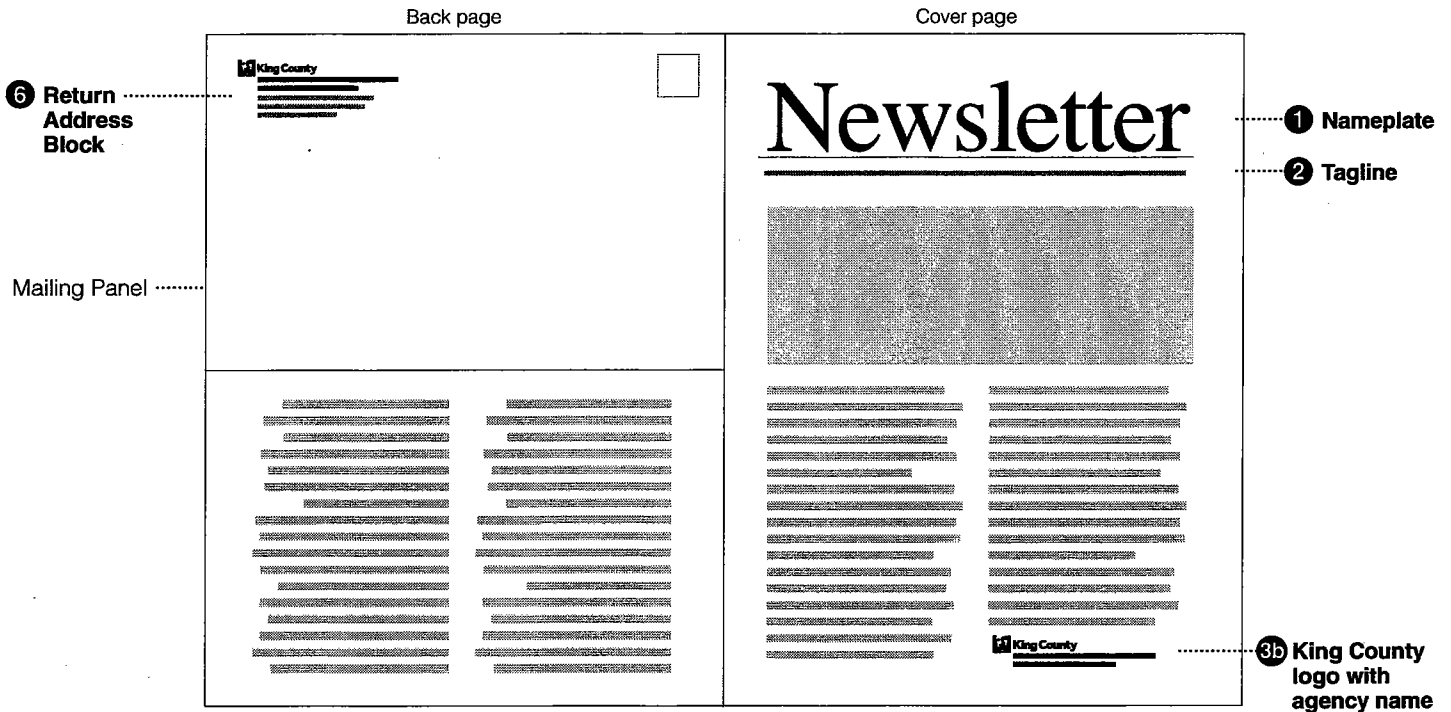 Back page
Cover page
King County
6 Return
Address
Block
Mailing Panel
Newsletter
1 Nameplate
2 Tagline
King County
3b King County
logo with
agency name